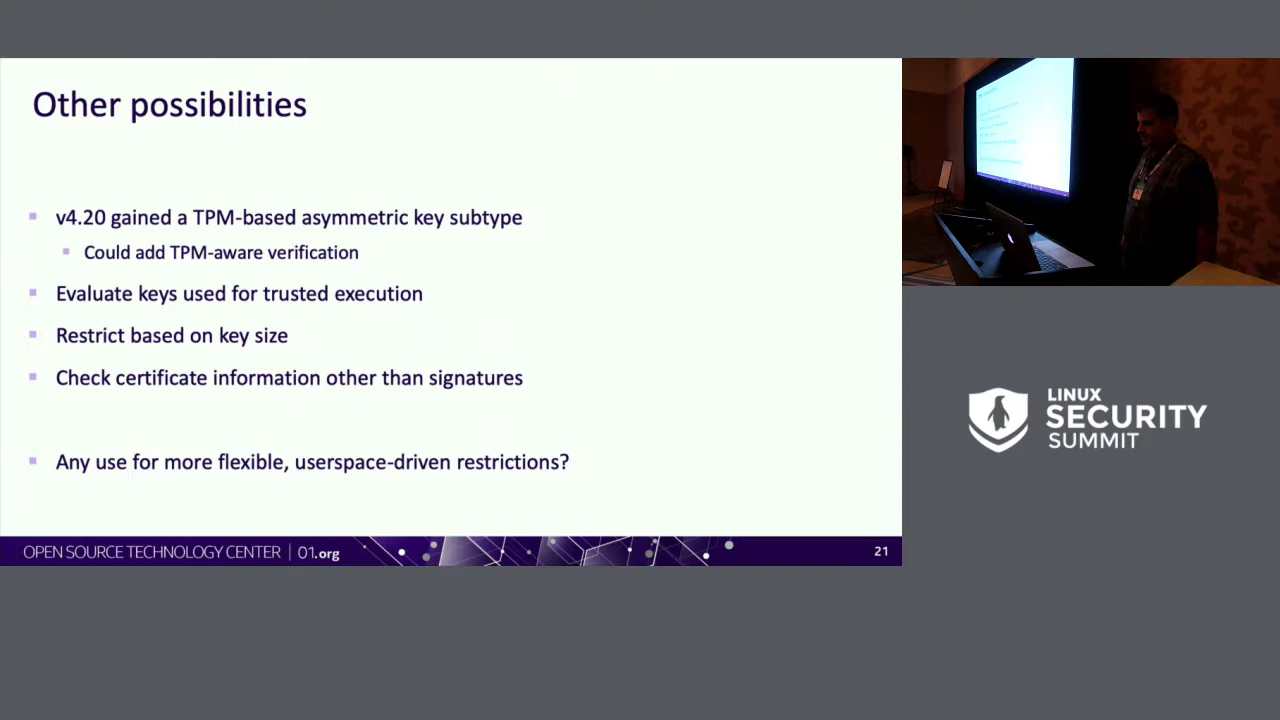 Other possibilities
v4.20 gained a TPM-based asymmetric key subtype
Could add TPM-aware verification
Evaluate keys used for trusted execution
Restrict based on key size
Check certificate information other than signatures
Any use for more flexible, userspace-driven restrictions?
OPEN SOURCE TECHNOLOGY CENTER | 01.org
21
LINUX
SECURITY
SUMMIT